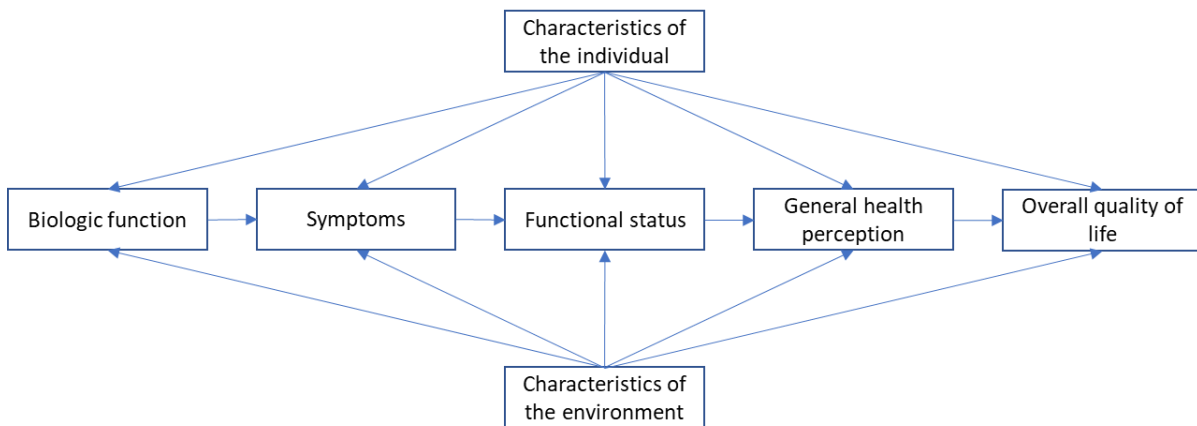 Characteristics of
the individual
Biologic function
Symptoms
Functional status
General health
perception
Overall quality of
life
Characteristics of
the environment